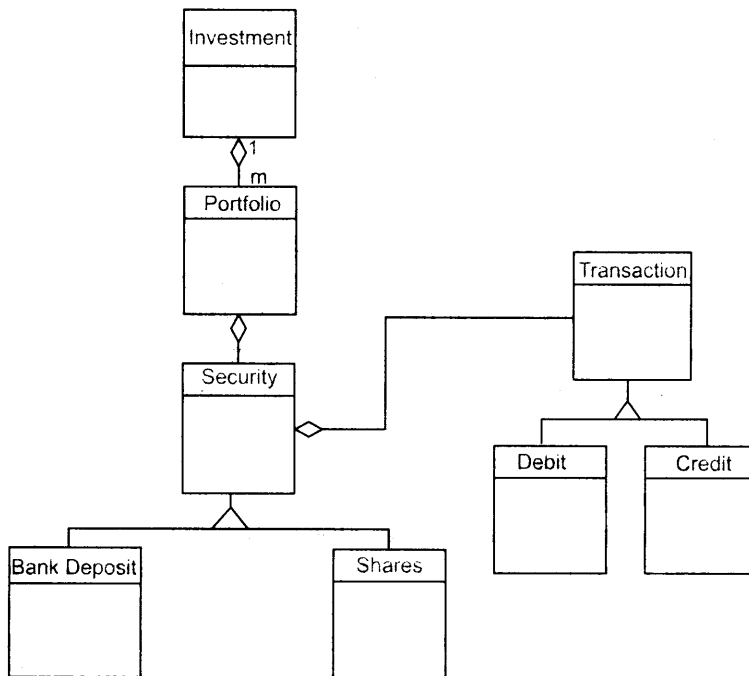 Investment
1
m
Portfolio
Transaction
Security
Debit
Credit
Bank Deposit
Shares